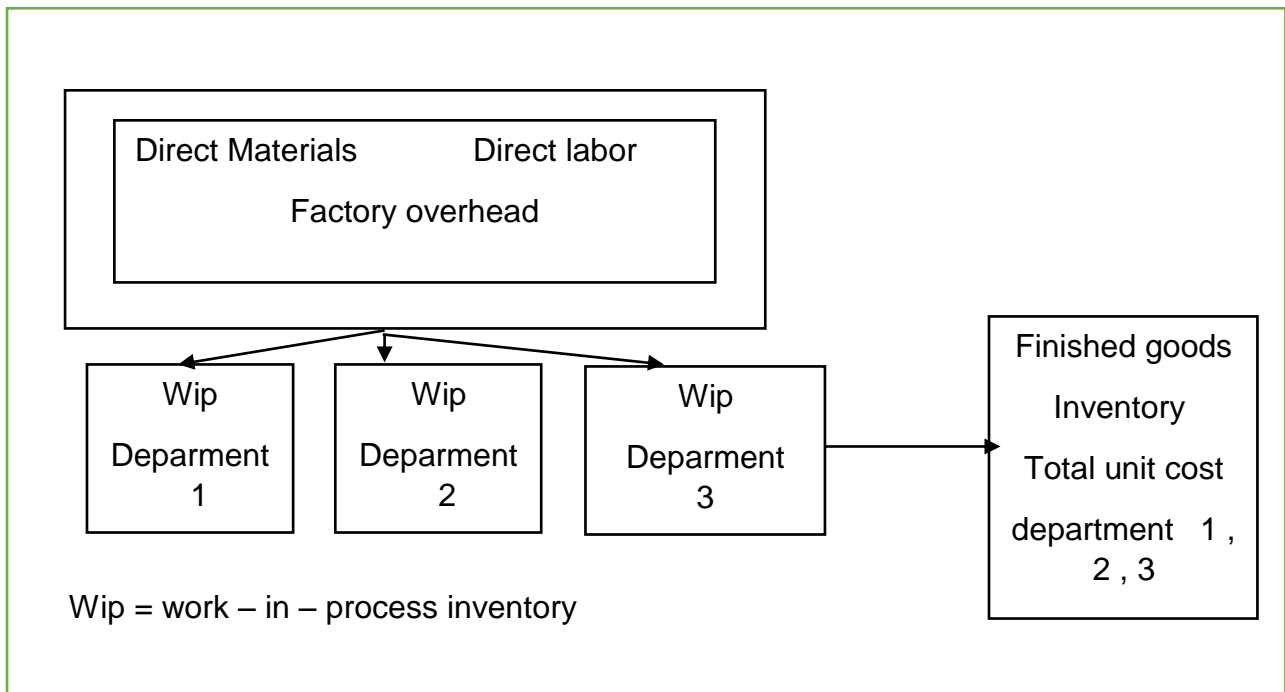 Direct Materials Direct labor
Factory overhead
Wip
Deparment
1
Wip
Deparment
2
Wip
Deparment
3
Finished goods
Inventory
Total unit cost
department 1 ,
2 , 3
Wip = work – in – process inventory